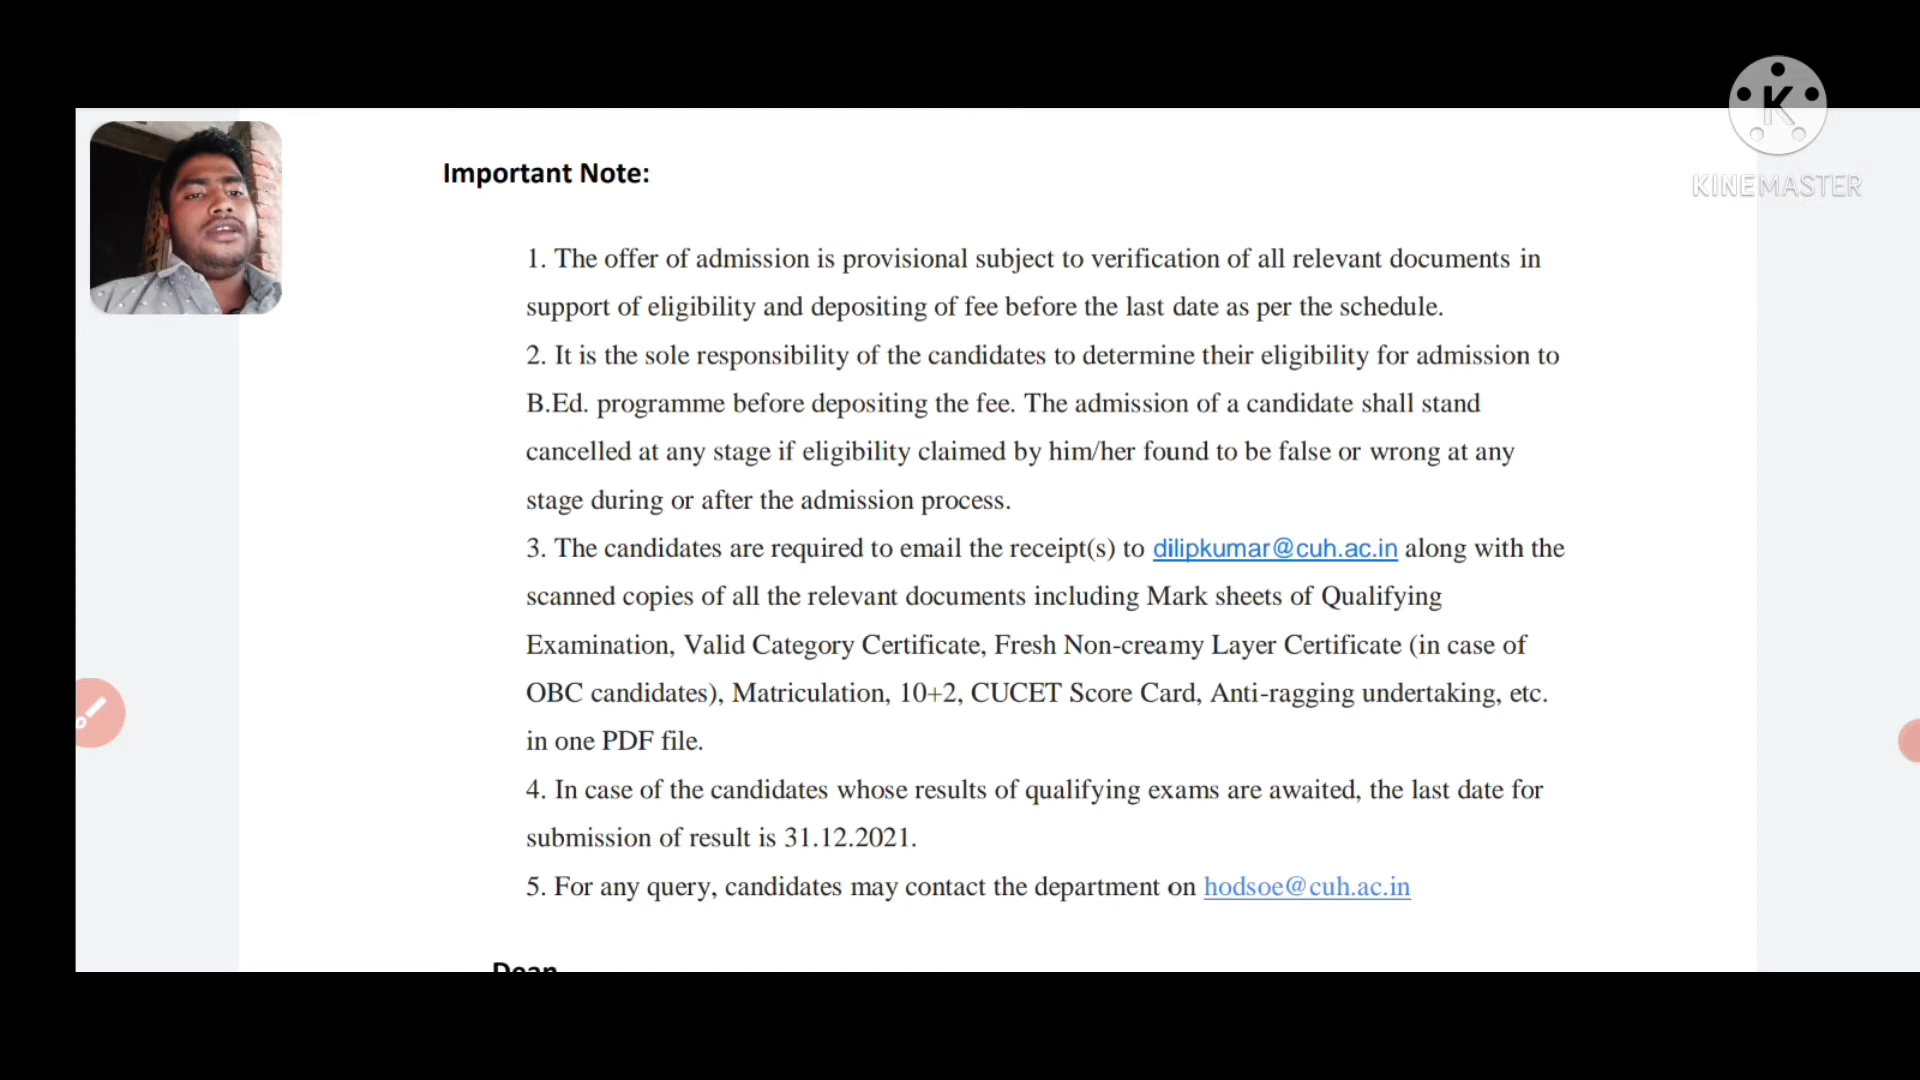 K
KINEMASTER
Important Note:
1. The offer of admission is provisional subject to verification of all relevant documents in
support of eligibility and depositing of fee before the last date as per the schedule.
2. It is the sole responsibility of the candidates to determine their eligibility for admission to
B.Ed. programme before depositing the fee. The admission of a candidate shall stand
cancelled at any stage if eligibility claimed by him/her found to be false or wrong at any
stage during or after the admission process.
3. The candidates are required to email the receipt(s) to dilipkumar@cuh.ac.in along with the
scanned copies of all the relevant documents including Mark sheets of Qualifying
Examination, Valid Category Certificate, Fresh Non-creamy Layer Certificate (in case of
OBC candidates), Matriculation, 10+2, CUCET Score Card, Anti-ragging undertaking, etc.
in one PDF file.
4. In case of the candidates whose results of qualifying exams are awaited, the last date for
submission of result is 31.12.2021.
5. For any query, candidates may contact the department on hodsoe@cuh.ac.in
Dean